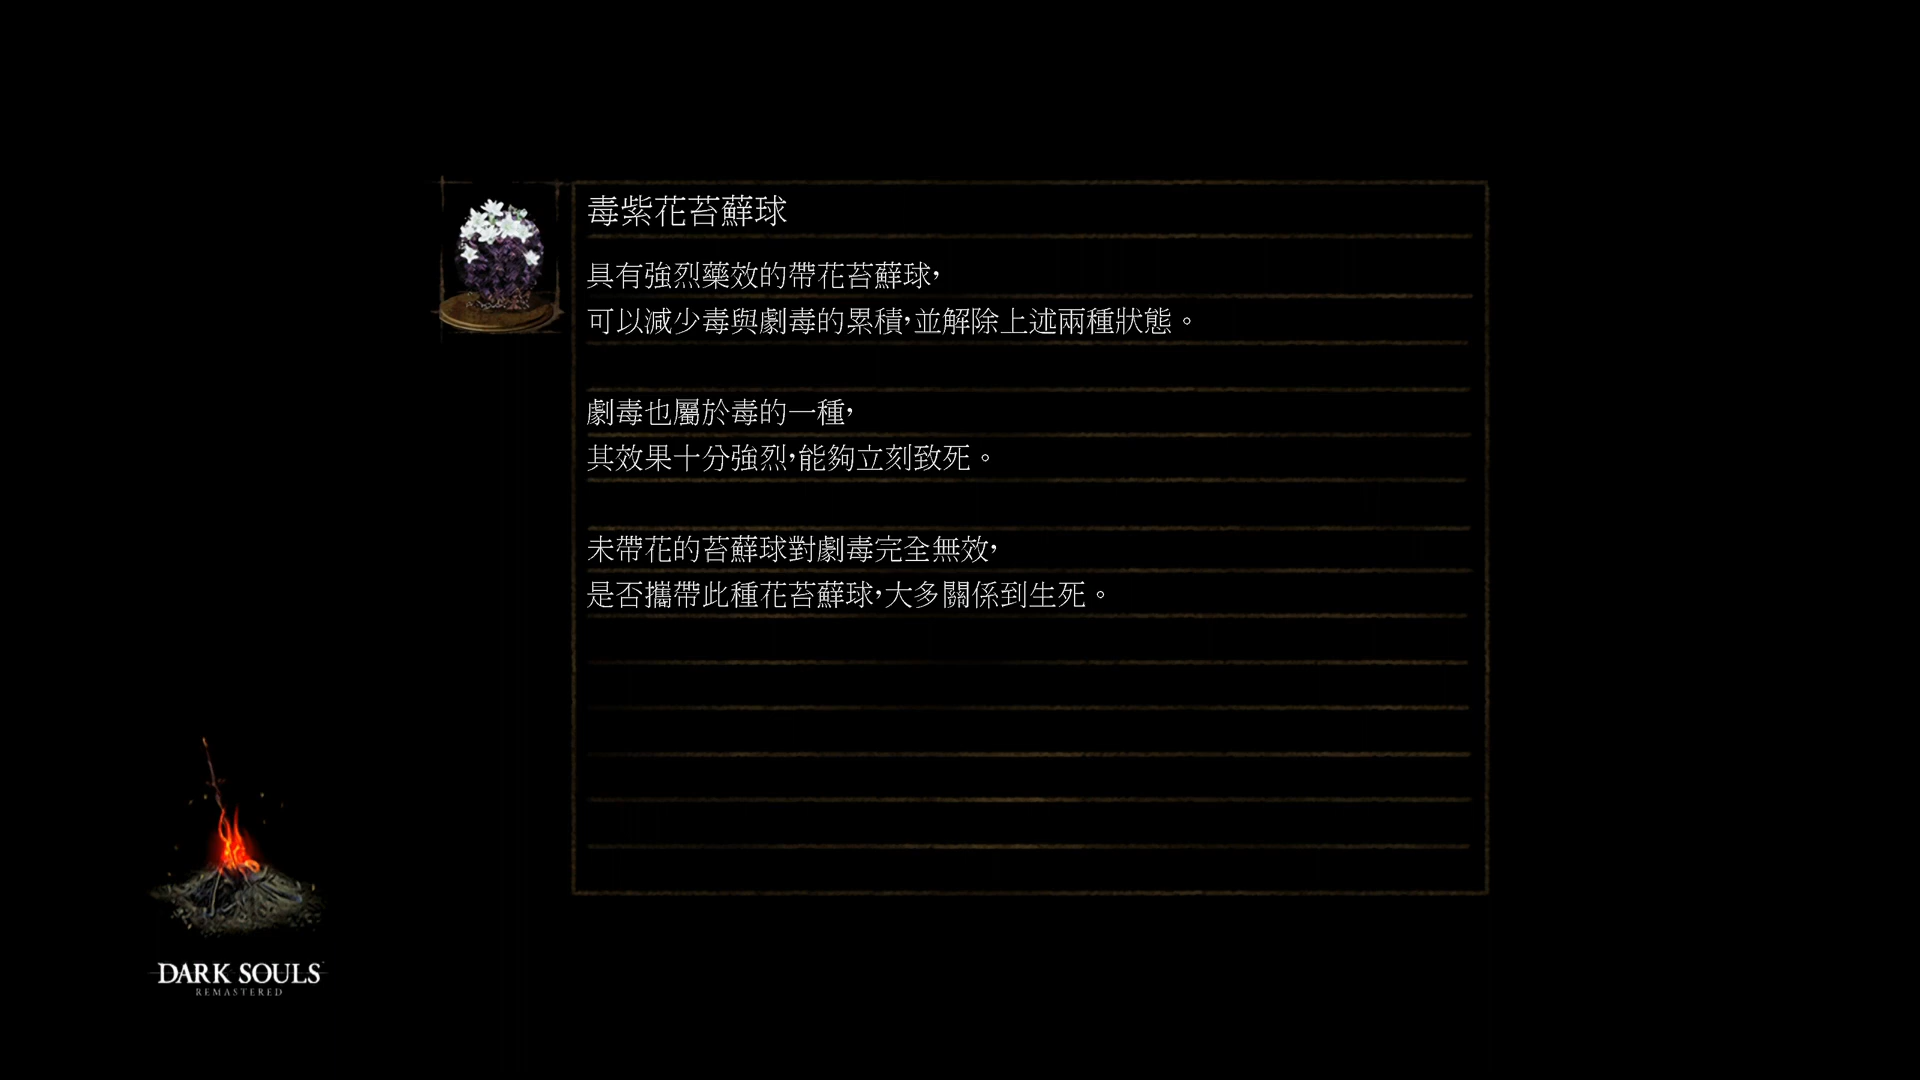 毒紫花苔蘚球
具有強烈藥效的帶花苔蘚球，
可以減少毒與劇毒的累積，並解除上述兩種狀態。
劇毒也屬於毒的一種，
其效果十分強烈，能夠立刻致死。
未帶花的苔蘚球對劇毒完全無效，
是否攜帶此種花苔蘚球，大多關係到生死。
DARK SOULS
REMASTERED